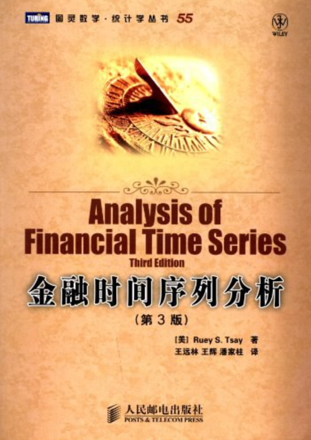 TURING 图灵数学·统计学丛书 55
WILEY
Analysis of
Financial Time Series
Third Edition
金融时间序列分析
(第3版)
[美] Ruey S. Tsay 著
王远林 王辉 潘家柱 译
人民邮电出版社
POSTS & TELECOM PRESS